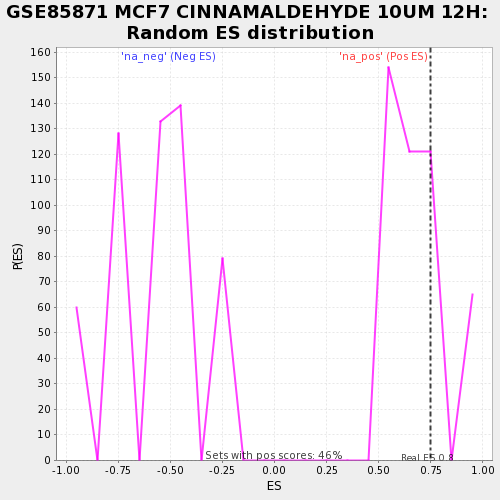 GSE85871 MCF7 CINNAMALDEHYDE 10UM 12H:
Random ES distribution
'na_neg' (Neg ES)
'na_pos' (Pos ES)
160
150
140
130
120
110
100
90
80
70
60
50
40
30
20
10
0
P(ES)
Sets with pos scores: 46%
Real ES 0.8
-1.00 -0.75 -0.50 -0.25 0.00 0.25 0.50 0.75 1.00
ES